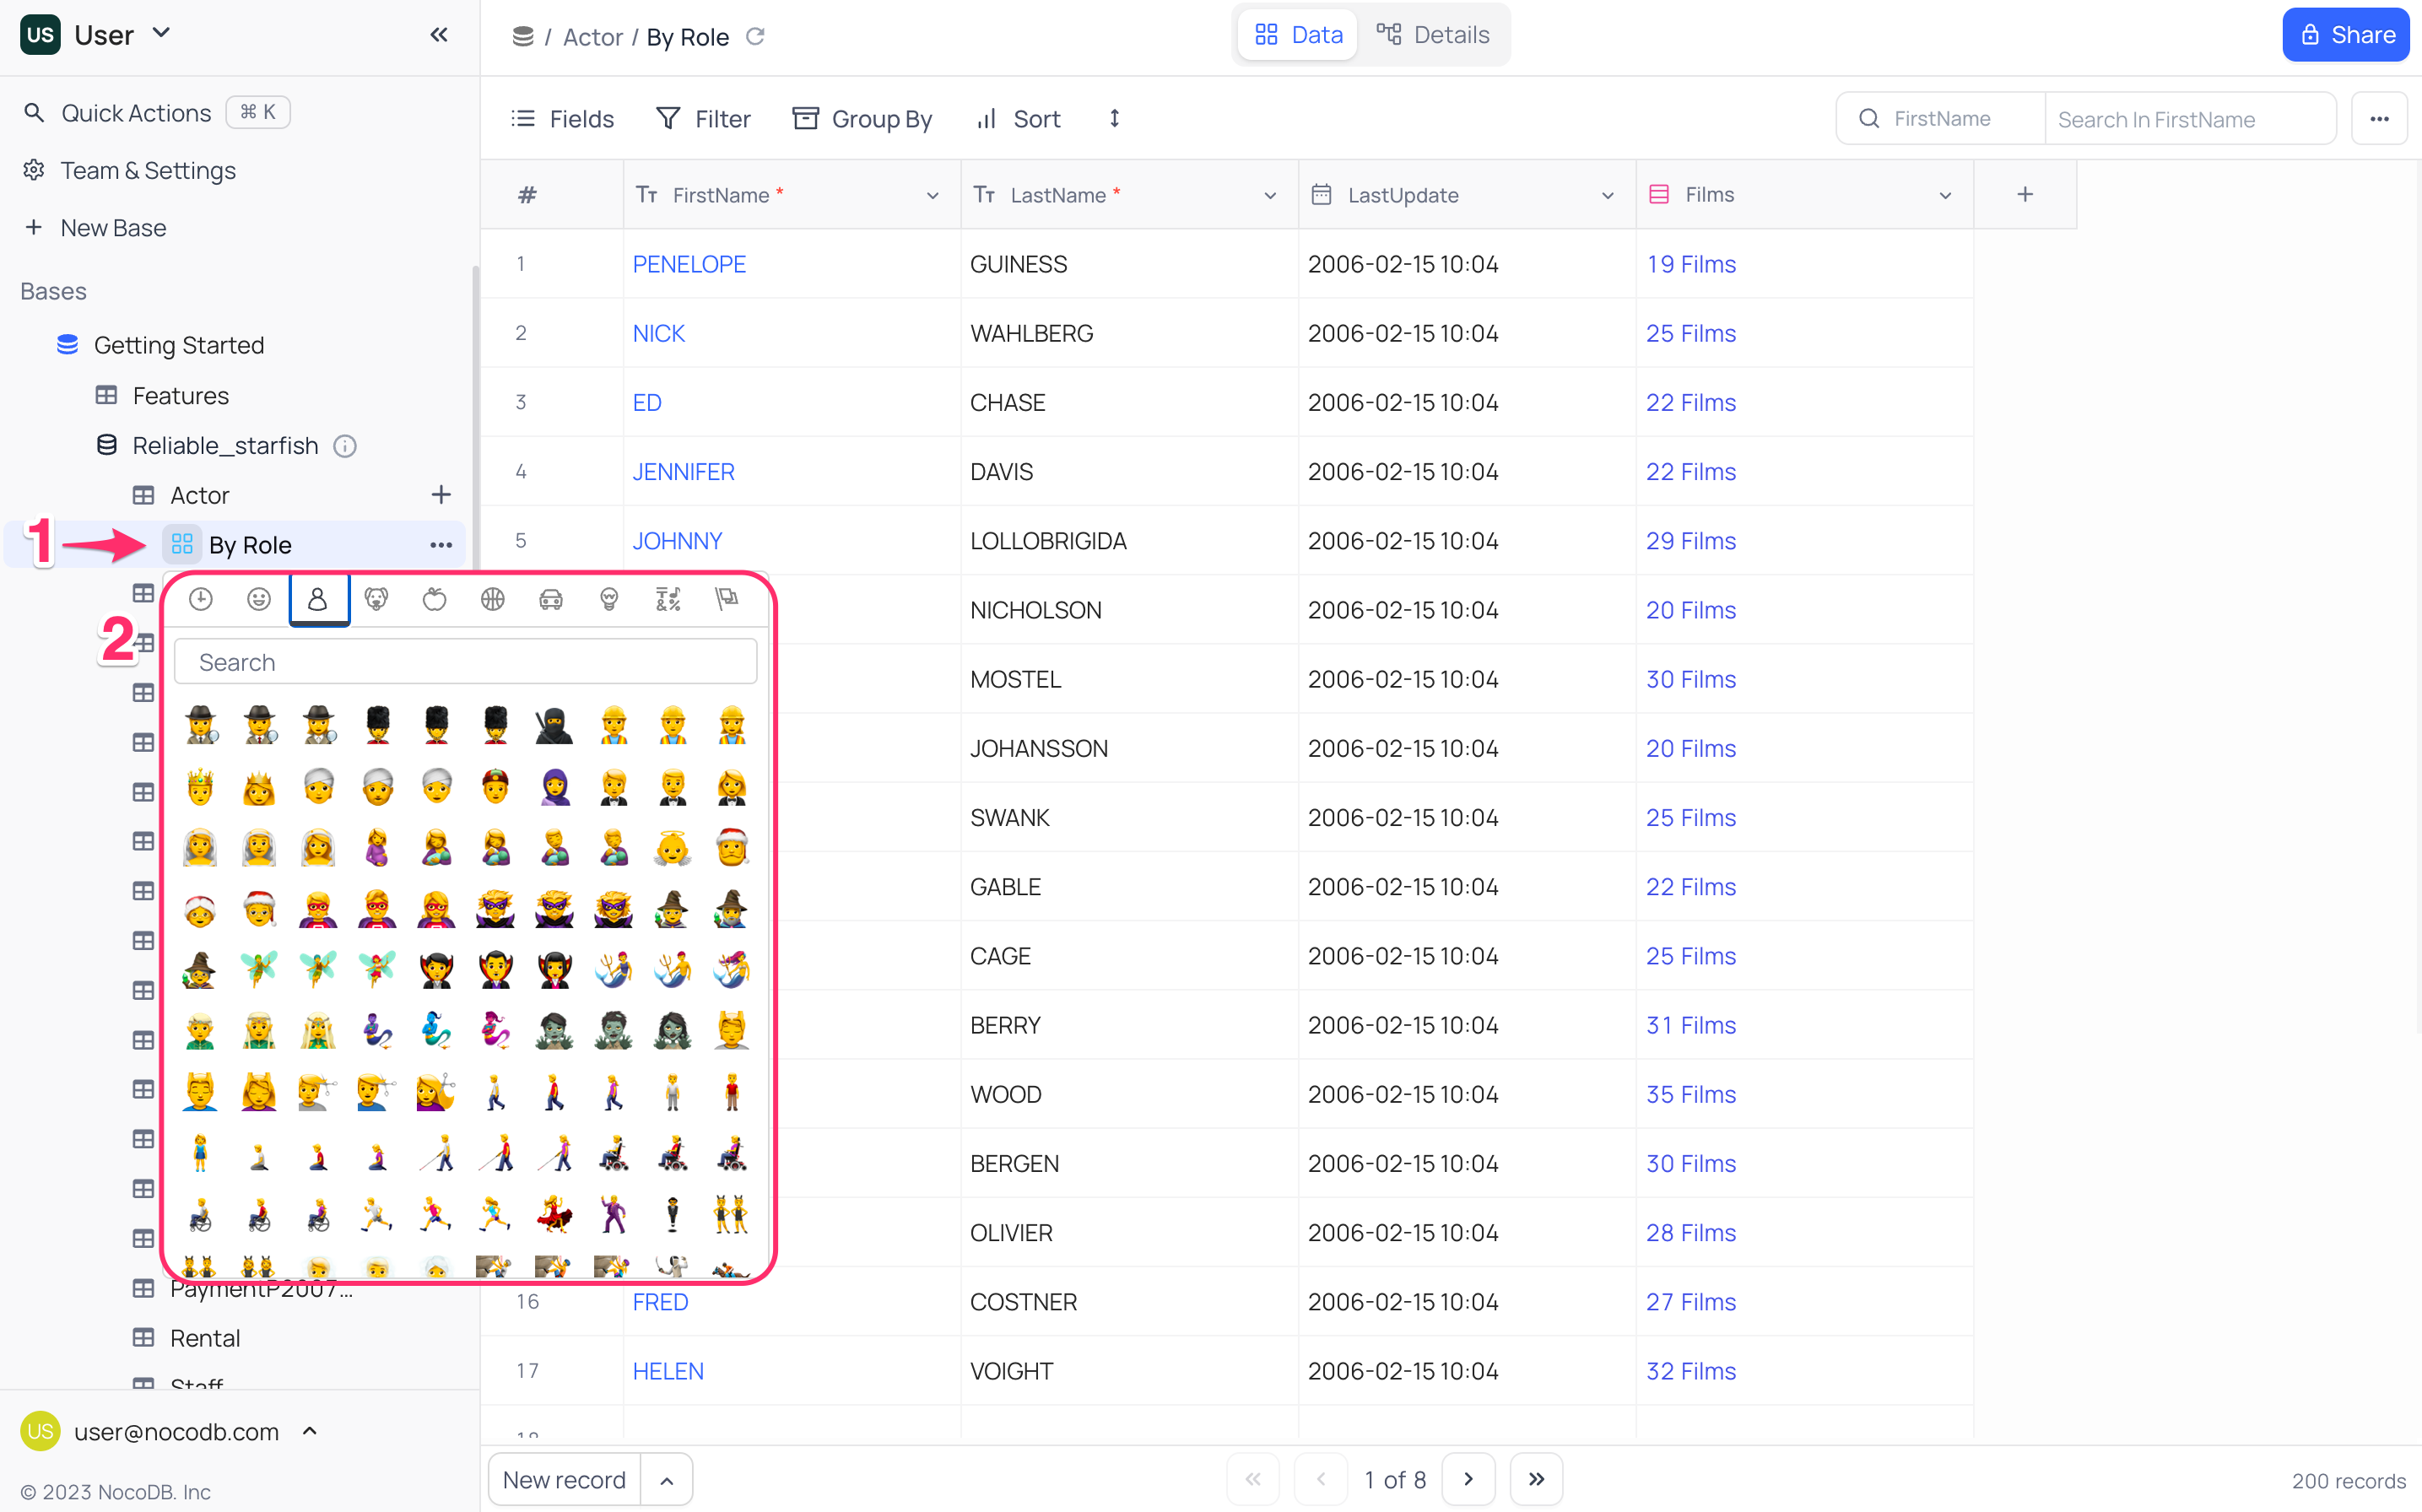 US User
/ Actor / By Role
Data
Details
Share
Quick Actions ⌘ K
Team & Settings
+ New Base
Bases
Getting Started
Features
Reliable_starfish
Actor +
1
By Role
2
Search
PaymentP2007...
Rental
Staff
US user@nocodb.com
© 2023 NocoDB. Inc
Fields
Filter
Group By
Sort
FirstName
Search In FirstName
# FirstName * LastName * LastUpdate Films +
1 PENELOPE GUINESS 2006-02-15 10:04 19 Films
2 NICK WAHLBERG 2006-02-15 10:04 25 Films
3 ED CHASE 2006-02-15 10:04 22 Films
4 JENNIFER DAVIS 2006-02-15 10:04 22 Films
5 JOHNNY LOLLOBRIGIDA 2006-02-15 10:04 29 Films
NICHOLSON 2006-02-15 10:04 20 Films
MOSTEL 2006-02-15 10:04 30 Films
JOHANSSON 2006-02-15 10:04 20 Films
SWANK 2006-02-15 10:04 25 Films
GABLE 2006-02-15 10:04 22 Films
CAGE 2006-02-15 10:04 25 Films
BERRY 2006-02-15 10:04 31 Films
WOOD 2006-02-15 10:04 35 Films
BERGEN 2006-02-15 10:04 30 Films
OLIVIER 2006-02-15 10:04 28 Films
16 FRED COSTNER 2006-02-15 10:04 27 Films
17 HELEN VOIGHT 2006-02-15 10:04 32 Films
18
New record
1 of 8
200 records